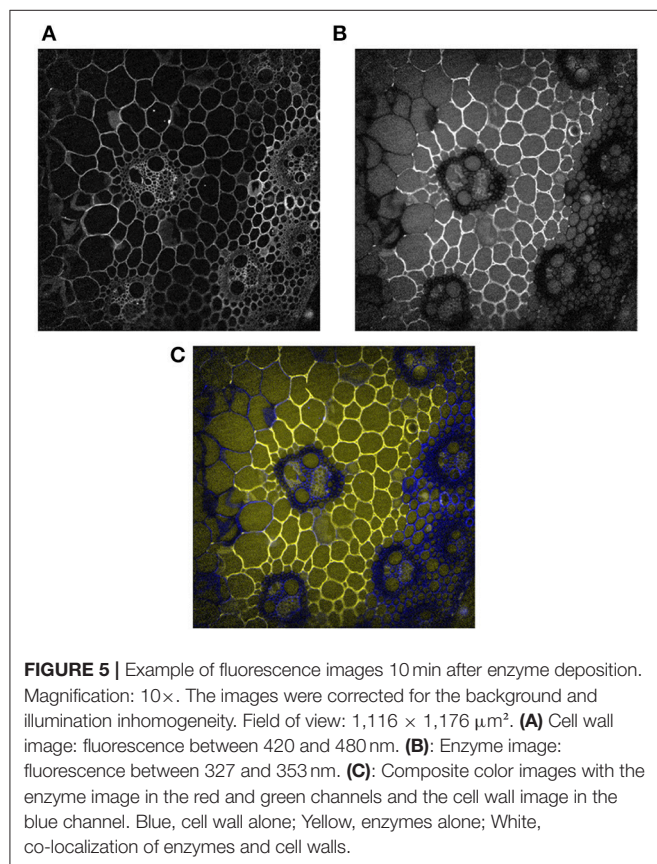 A
B
C
FIGURE 5 | Example of fluorescence images 10 min after enzyme deposition.
Magnification: 10×. The images were corrected for the background and
illumination inhomogeneity. Field of view: 1,116 × 1,176 μm². (A) Cell wall
image: fluorescence between 420 and 480 nm. (B): Enzyme image:
fluorescence between 327 and 353 nm. (C): Composite color images with the
enzyme image in the red and green channels and the cell wall image in the
blue channel. Blue, cell wall alone; Yellow, enzymes alone; White,
co-localization of enzymes and cell walls.